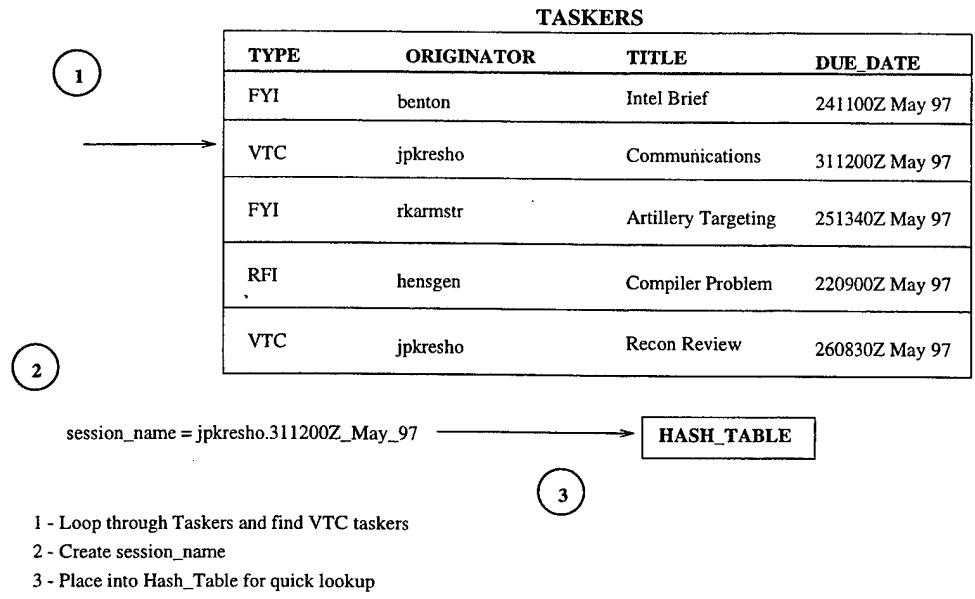 TASKERS
TYPE ORIGINATOR TITLE DUE_DATE
1
FYI benton Intel Brief 241100Z May 97
VTC jpkresho Communications 311200Z May 97
FYI rkarmstr Artillery Targeting 251340Z May 97
RFI hensgen Compiler Problem 220900Z May 97
VTC jpkresho Recon Review 260830Z May 97
2
session_name = jpkresho.311200Z_May_97 HASH_TABLE
3
1 - Loop through Taskers and find VTC taskers
2 - Create session_name
3 - Place into Hash_Table for quick lookup